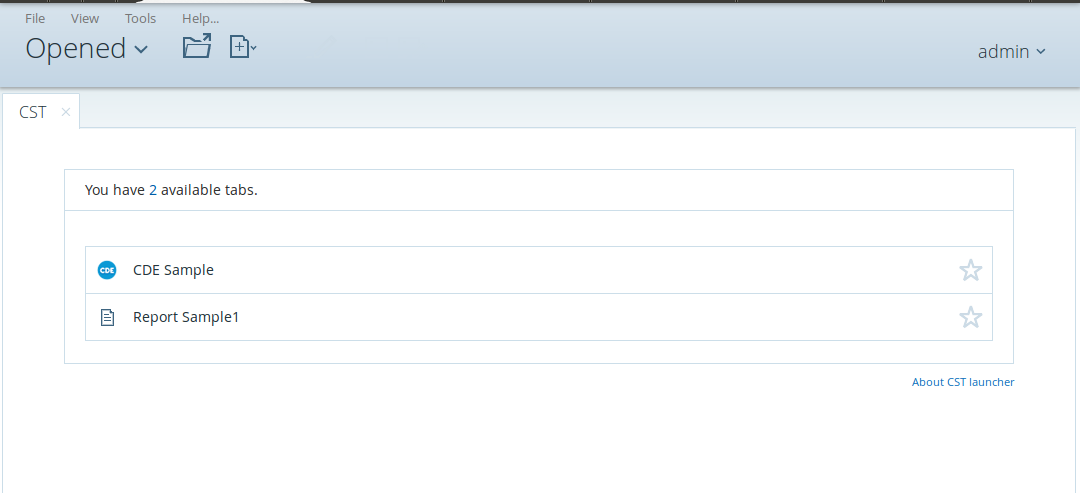 File View Tools Help...
Opened
admin
CST
You have 2 available tabs.
CDE CDE Sample
Report Sample1
About CST launcher